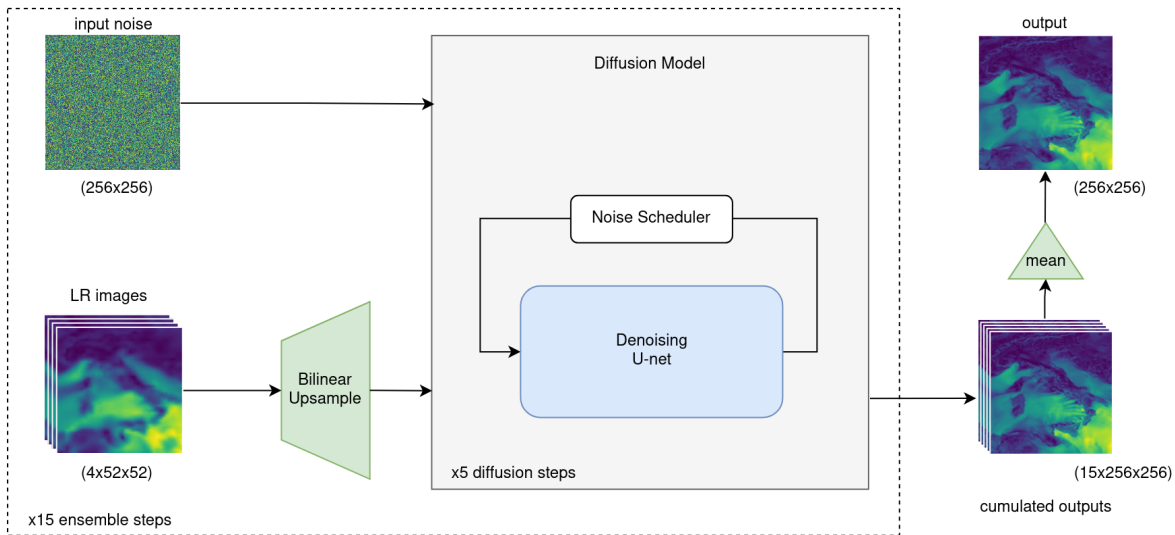 input noise
(256x256)
LR images
(4x52x52)
x15 ensemble steps
Bilinear
Upsample
Diffusion Model
Noise Scheduler
Denoising
U-net
x5 diffusion steps
output
(256x256)
mean
(15x256x256)
cumulated outputs